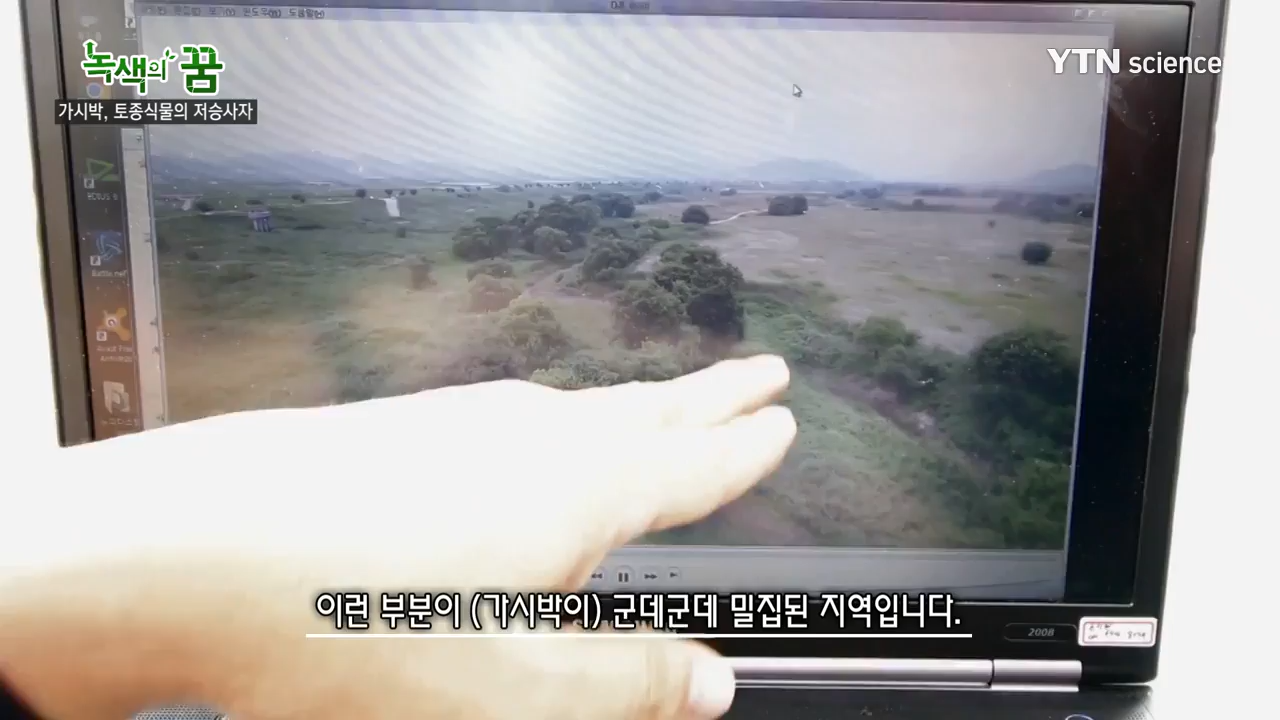 녹색의 꿈
가시박, 토종식물의 저승사자
YTN science
Battle.net
이런 부분이 (가시박이) 군데군데 밀집된 지역입니다.
2008